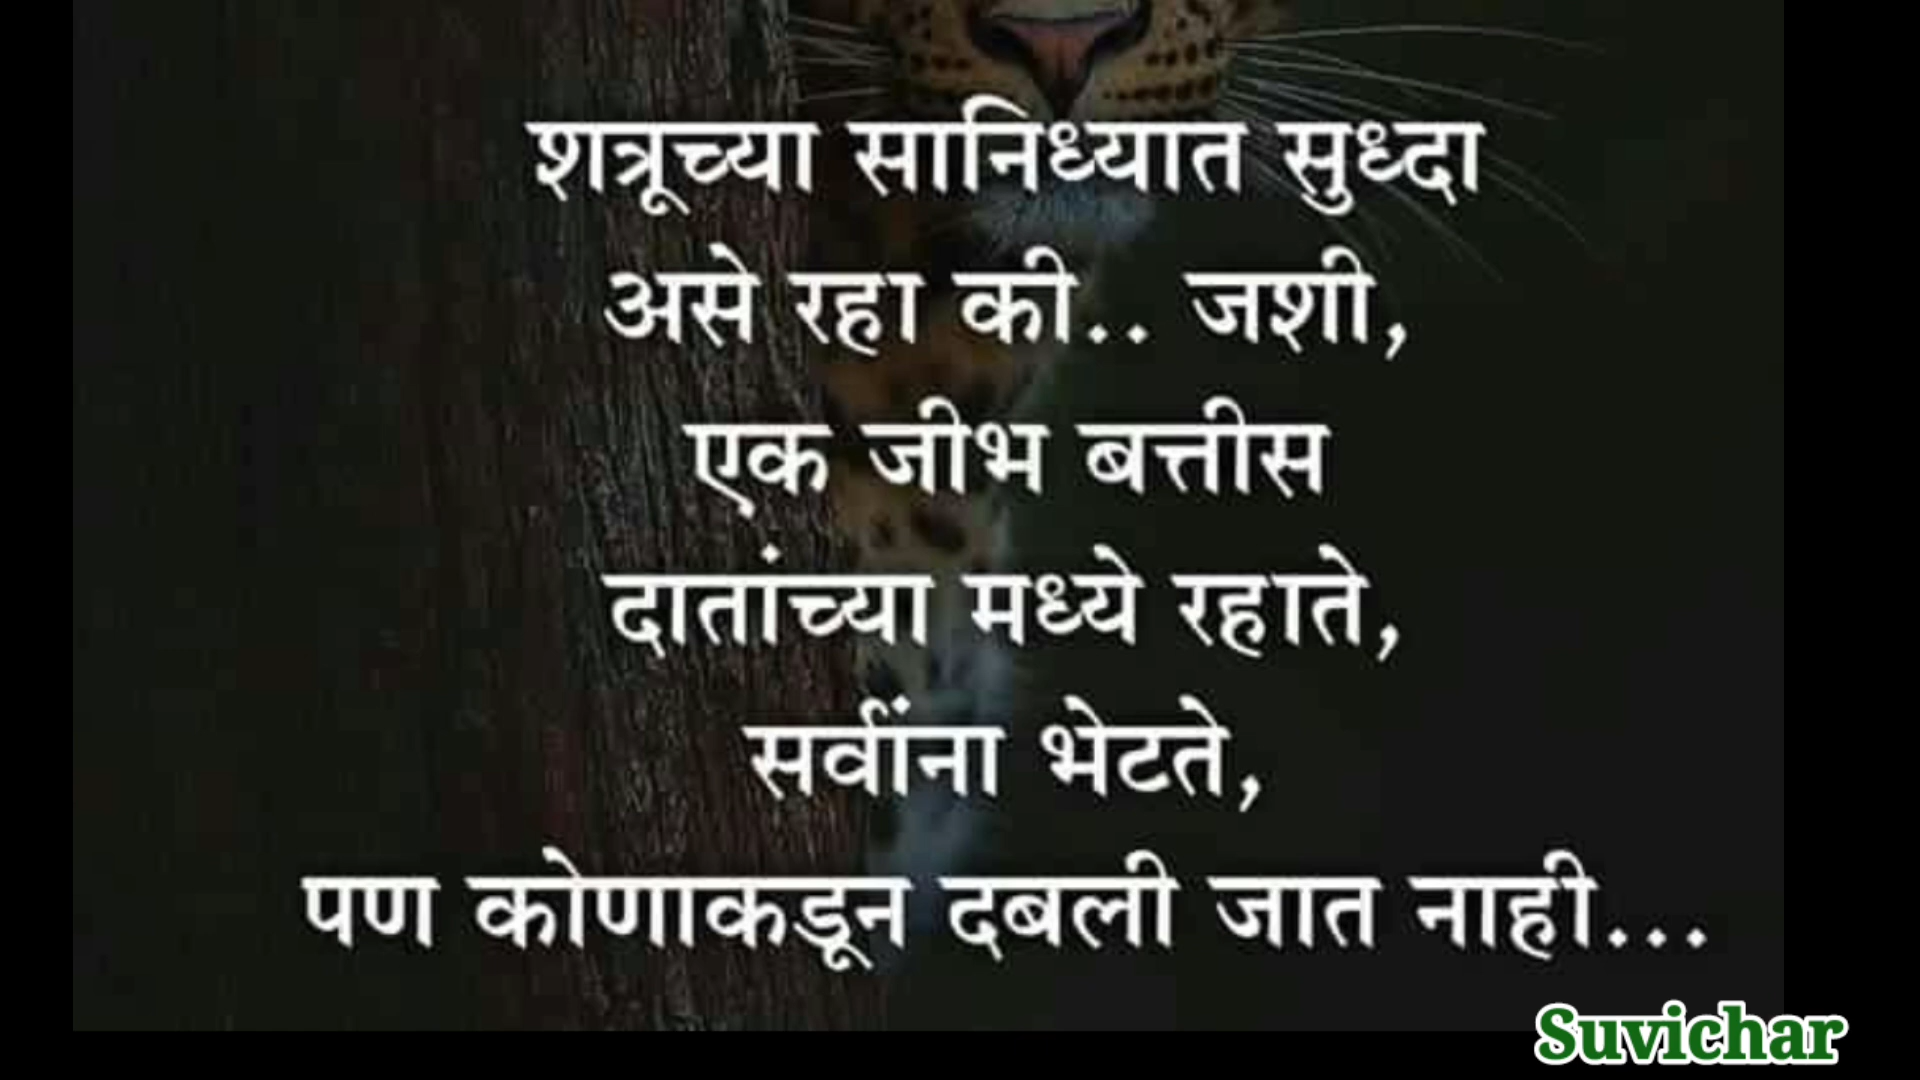 शत्रूच्या सानिध्यात सुध्दा
असे रहा की.. जशी,
एक जीभ बत्तीस
दातांच्या मध्ये रहाते,
सर्वांना भेटते,
पण कोणाकडून दबली जात नाही...
Suvichar